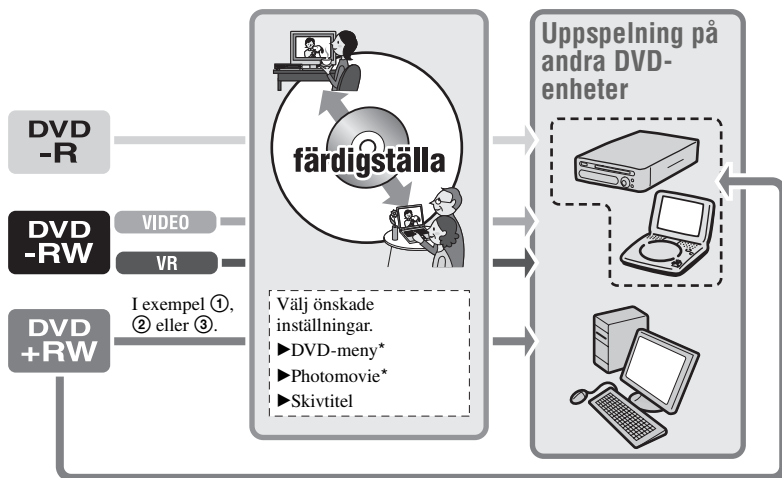 Uppspelning på
andra DVD-
enheter
färdigställa
DVD
-R
DVD
-RW
VIDEO
VR
DVD
+RW
I exempel ①,
② eller ③.
Välj önskade
inställningar.
►DVD-meny*
►Photomovie*
►Skivtitel